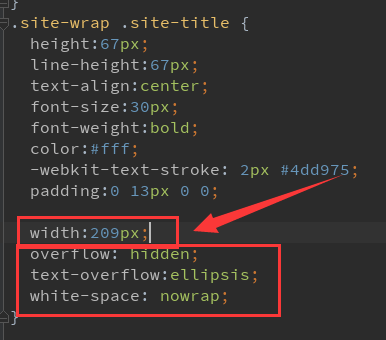 }
.site-wrap .site-title {
height:67px;
line-height:67px;
text-align:center;
font-size:30px;
font-weight:bold;
color:#fff;
-webkit-text-stroke: 2px #4dd975;
padding:0 13px 0 0;
width:209px;
overflow: hidden;
text-overflow:ellipsis;
white-space: nowrap;
}